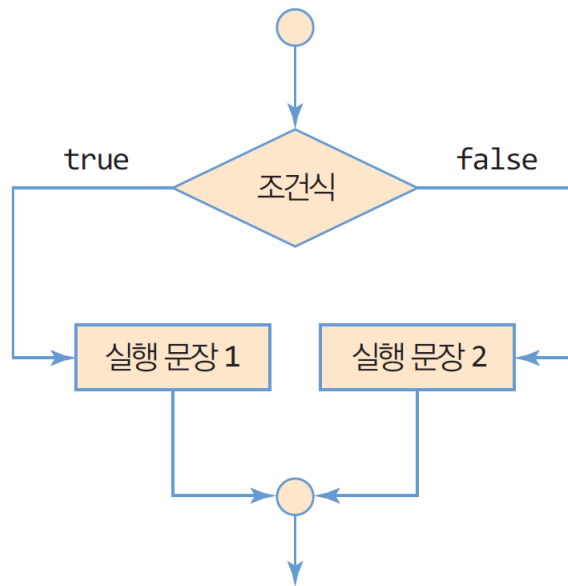 true
false
조건식
실행 문장 1
실행 문장 2